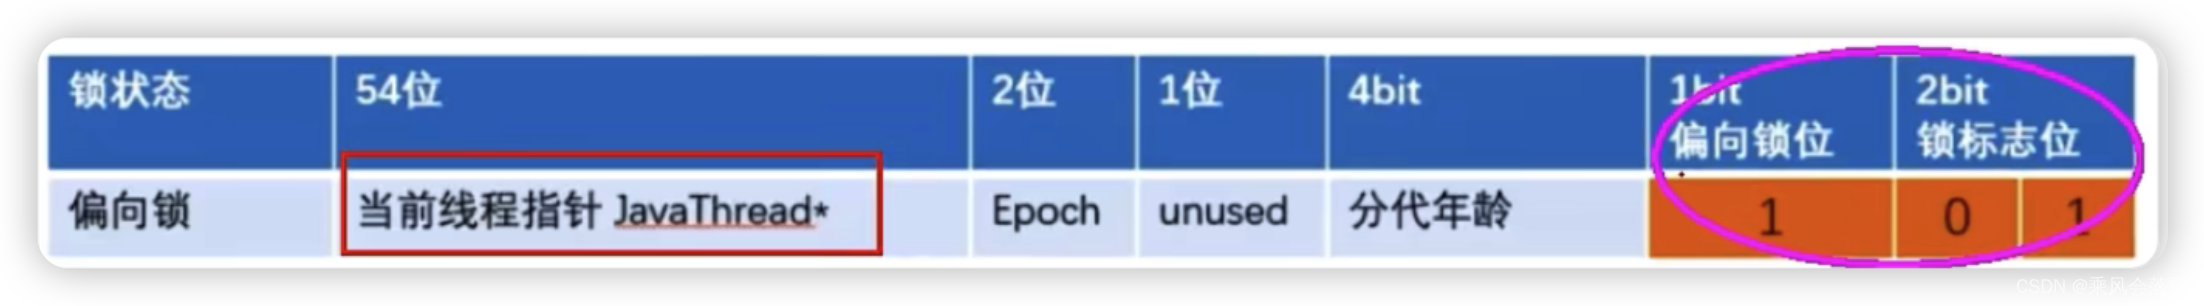 锁状态 54位 2位 1位 4bit 1bit 2bit
偏向锁位 锁标志位
偏向锁 当前线程指针 JavaThread* Epoch unused 分代年龄 1 0 1
CSDN @乘风